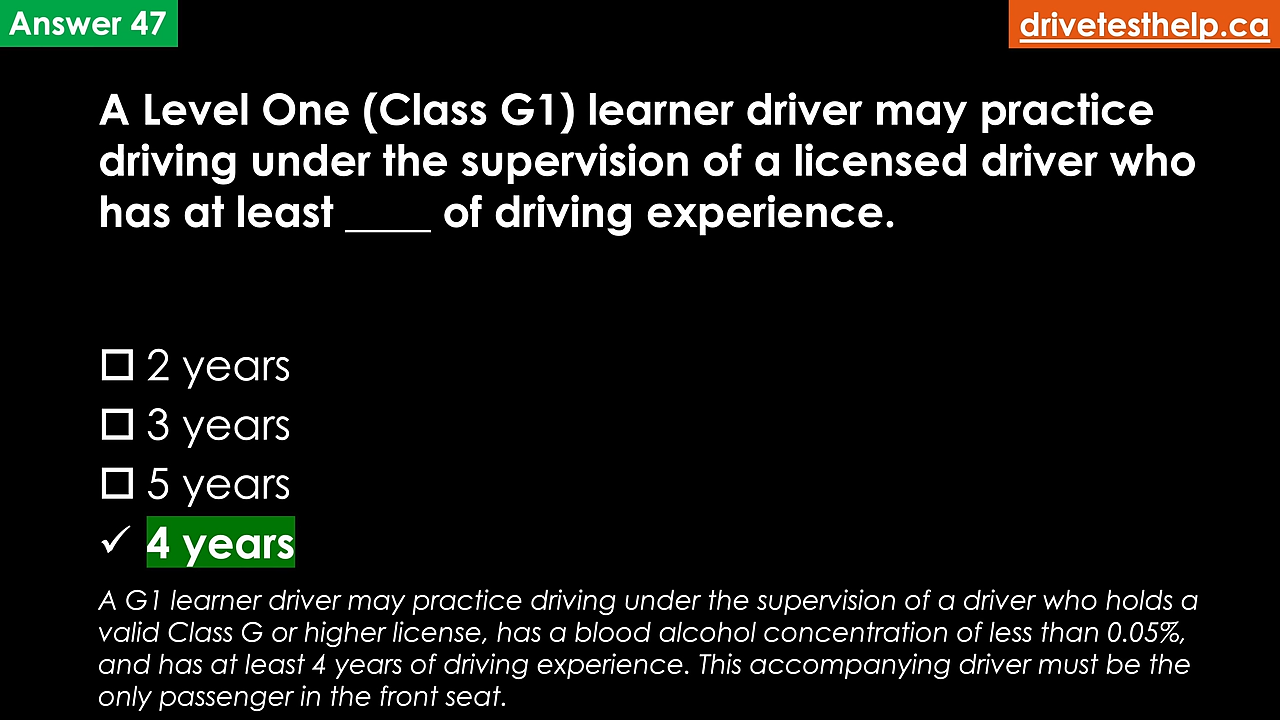 Answer 47
drivetesthelp.ca
A Level One (Class G1) learner driver may practice
driving under the supervision of a licensed driver who
has at least ____ of driving experience.
2 years
3 years
5 years
4 years
A G1 learner driver may practice driving under the supervision of a driver who holds a
valid Class G or higher license, has a blood alcohol concentration of less than 0.05%,
and has at least 4 years of driving experience. This accompanying driver must be the
only passenger in the front seat.